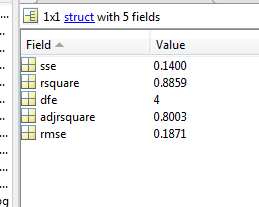 1x1 struct with 5 fields
Field Value
sse 0.1400
rsquare 0.8859
dfe 4
adjrsquare 0.8003
rmse 0.1871